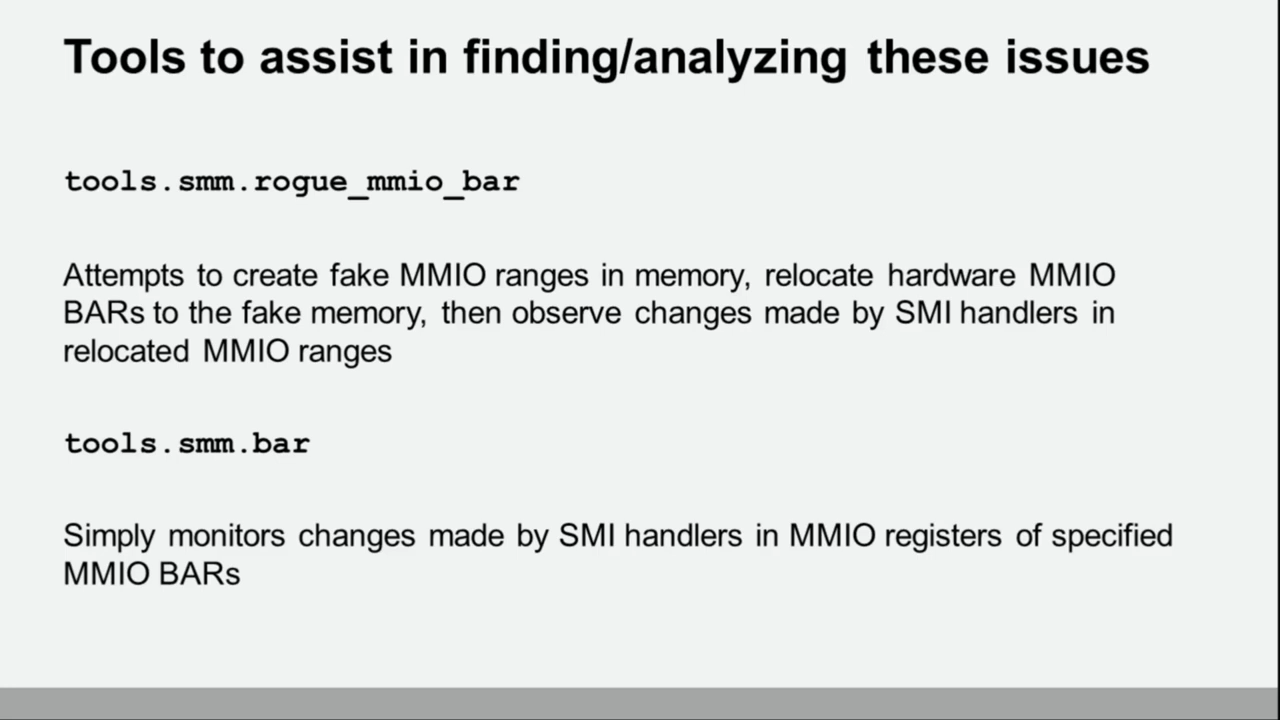 Tools to assist in finding/analyzing these issues
tools.smm.rogue_mmio_bar
Attempts to create fake MMIO ranges in memory, relocate hardware MMIO
BARs to the fake memory, then observe changes made by SMI handlers in
relocated MMIO ranges
tools.smm.bar
Simply monitors changes made by SMI handlers in MMIO registers of specified
MMIO BARs